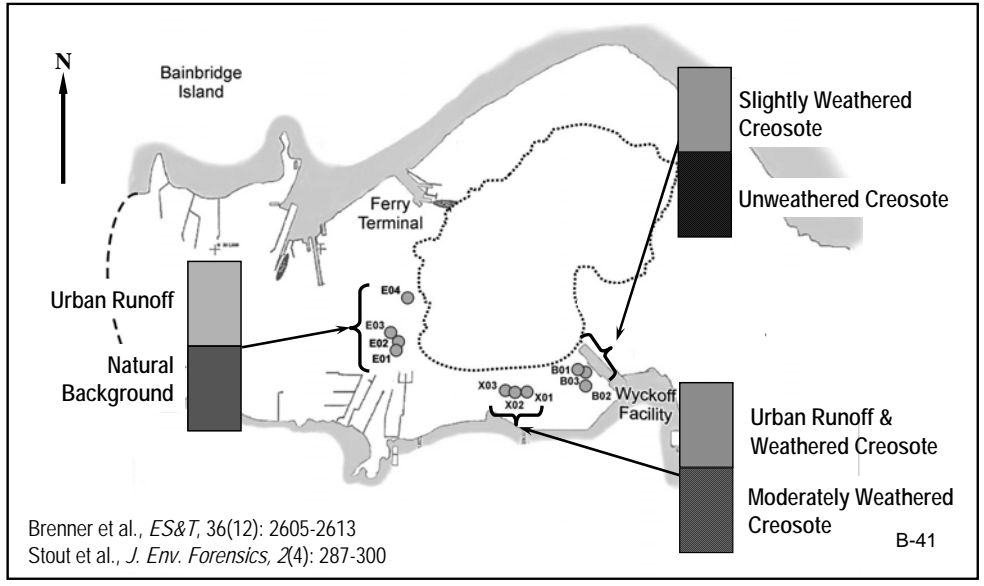 N
Bainbridge
Island
Ferry
Terminal
Slightly Weathered
Creosote
Unweathered Creosote
Urban Runoff
Natural
Background
E04
E03
E02
E01
X03
X02
X01
B01
B03
B02
Wyckoff
Facility
Urban Runoff &
Weathered Creosote
Moderately Weathered
Creosote
Brenner et al., ES&T, 36(12): 2605-2613
Stout et al., J. Env. Forensics, 2(4): 287-300
B-41